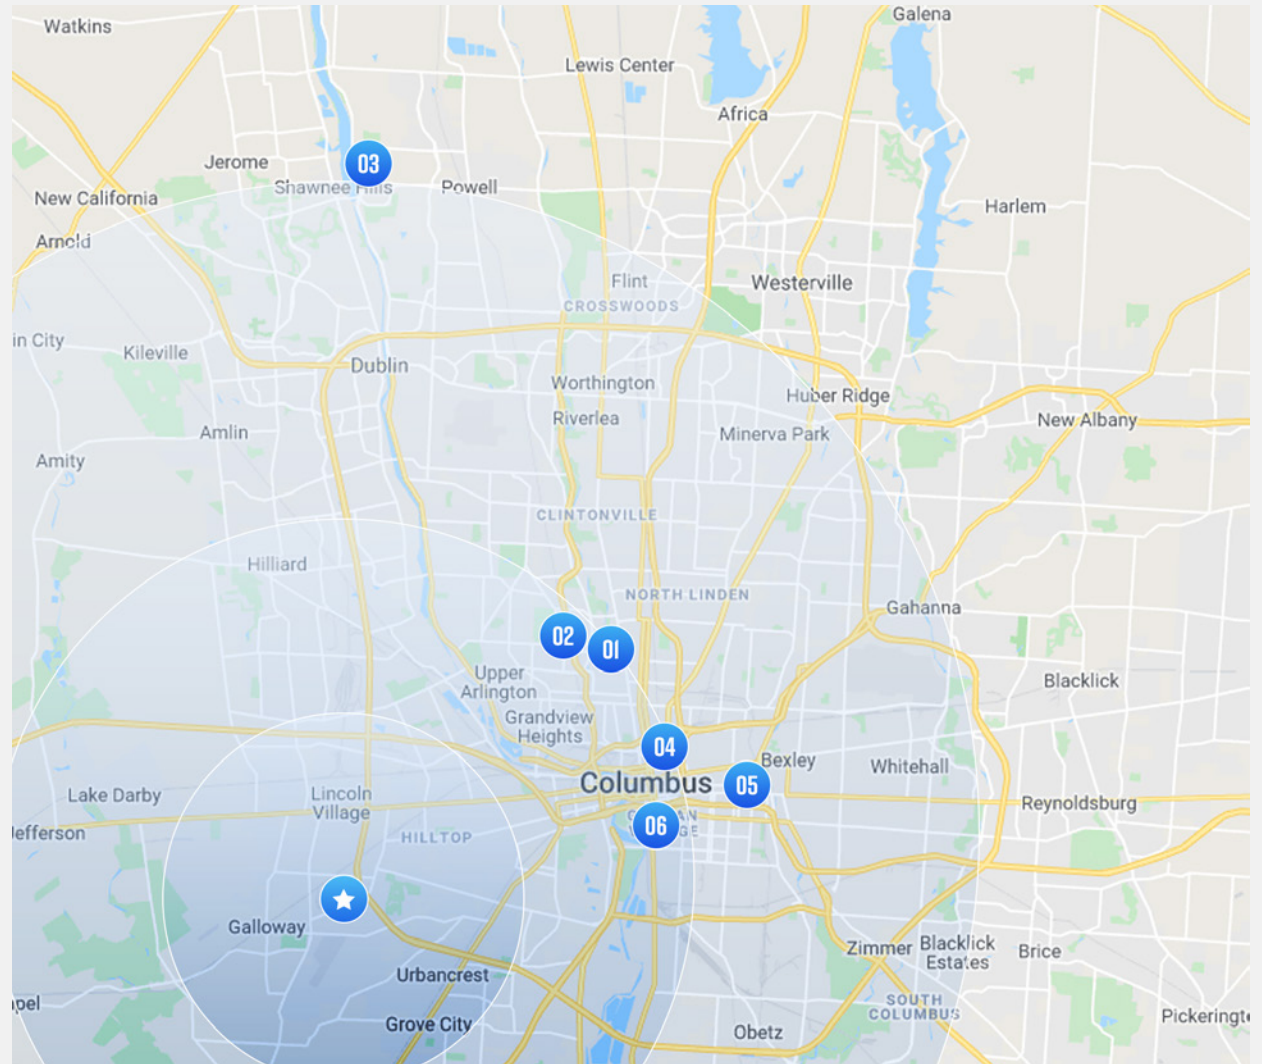 Watkins
Galena
Lewis Center
Africa
03
Jerome
Shawnee Hills
Powell
New California
Harlem
Arnold
Flint
Westerville
CROSSWOODS
in City
Kileville
Dublin
Worthington
Huber Ridge
Riverlea
New Albany
Amlin
Minerva Park
Amity
CLINTONVILLE
Hilliard
NORTH LINDEN
Gahanna
02
01
Upper
Arlington
Blacklick
Grandview
Heights
04
Bexley
Whitehall
Columbus
05
Lake Darby
Lincoln
Village
Reynoldsburg
06
Jefferson
HILLTOP
Galloway
Zimmer
Blacklick
Estates
Brice
Urbancrest
pel
SOUTH
COLUMBUS
Pickeringt
Grove City
Obetz